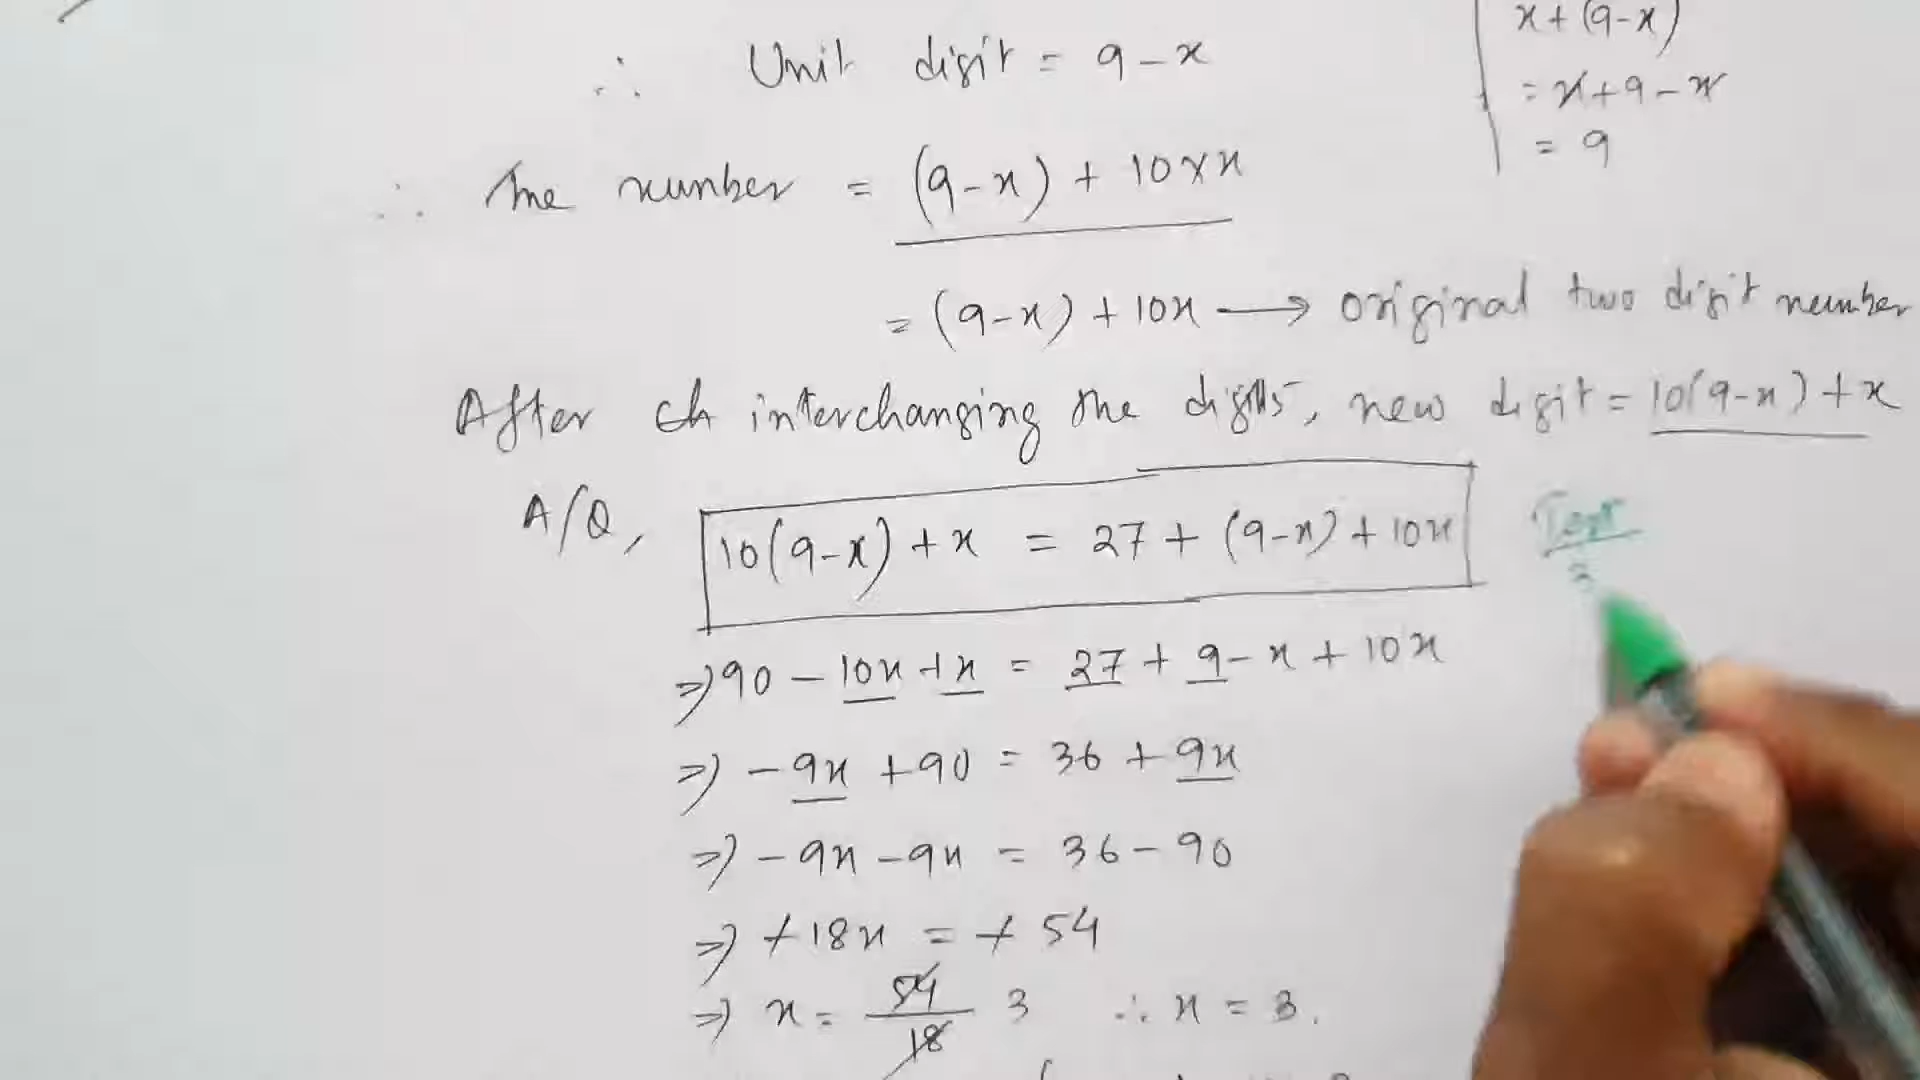 ∴ Unit digit = 9-x
x+(9-x)
= x+9-x
= 9
∴ The number = (9-x) + 10×x
= (9-x) + 10x → original two digit number
After ch interchanging the digits, new digit = 10(9-x) + x
A/Q, 10(9-x) + x = 27 + (9-x) + 10x
⇒ 90 - 10x + x = 27 + 9 - x + 10x
⇒ -9x + 90 = 36 + 9x
⇒ -9x - 9x = 36 - 90
⇒ +18x = +54
⇒ x = 54/18 3 ∴ x = 3.
3